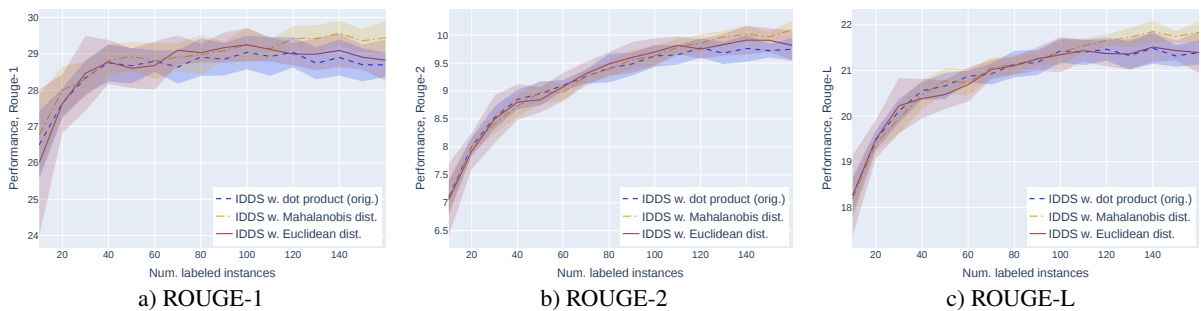 30
29
28
27
26
25
24
Performance, Rouge-1
20
40
60
80
100
120
140
Num. labeled instances
IDDS w. dot product (orig.)
IDDS w. Mahalanobis dist.
IDDS w. Euclidean dist.
a) ROUGE-1
10
9.5
9
8.5
8
7.5
7
6.5
Performance, Rouge-2
20
40
60
80
100
120
140
Num. labeled instances
IDDS w. dot product (orig.)
IDDS w. Mahalanobis dist.
IDDS w. Euclidean dist.
b) ROUGE-2
22
21
20
19
18
Performance, Rouge-L
20
40
60
80
100
120
140
Num. labeled instances
IDDS w. dot product (orig.)
IDDS w. Mahalanobis dist.
IDDS w. Euclidean dist.
c) ROUGE-L